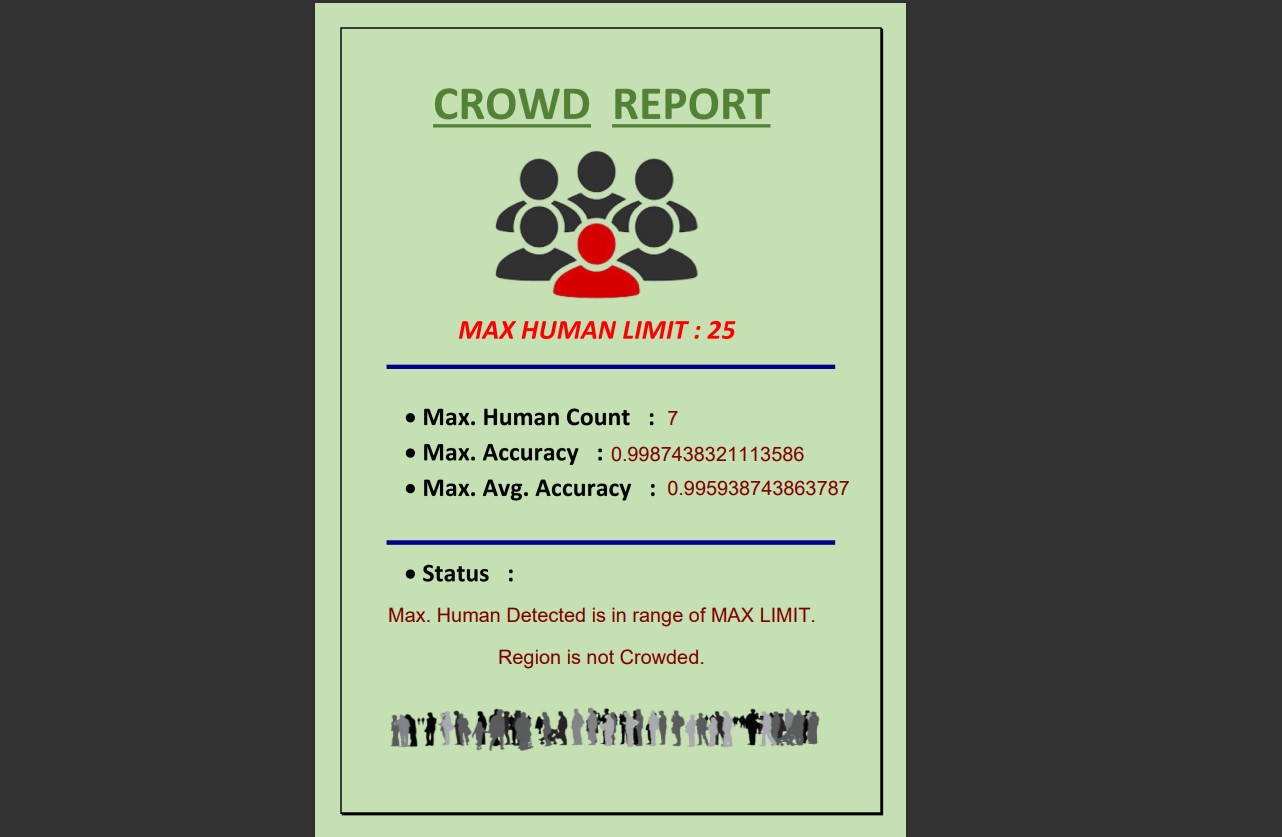 CROWD REPORT
MAX HUMAN LIMIT : 25
• Max. Human Count : 7
• Max. Accuracy : 0.9987438321113586
• Max. Avg. Accuracy : 0.995938743863787
• Status :
Max. Human Detected is in range of MAX LIMIT.
Region is not Crowded.